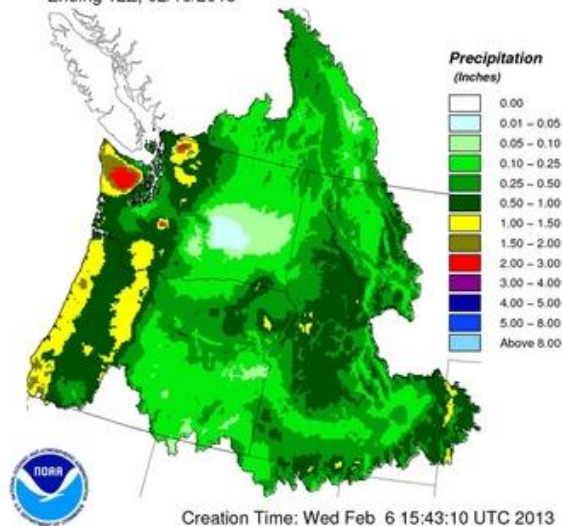 Precipitation
(Inches)
0.00
0.01 - 0.05
0.05 - 0.10
0.10 - 0.25
0.25 - 0.50
0.50 - 1.00
1.00 - 1.50
1.50 - 2.00
2.00 - 3.00
3.00 - 4.00
4.00 - 5.00
5.00 - 8.00
Above 8.00
NOAA
Creation Time: Wed Feb 6 15:43:10 UTC 2013